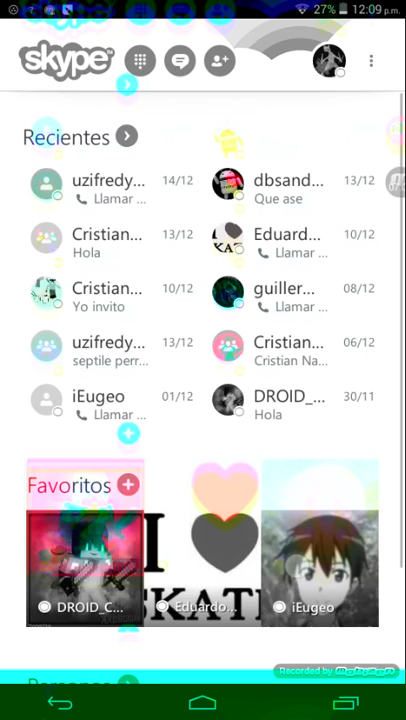 27% 12:09 p.m.
skype™
Recientes
uzifredy... 14/12
Llamar ...
dbsand... 13/12
Que ase
Cristian... 13/12
Hola
Eduard... 10/12
Llamar ...
Cristian... 10/12
Yo invito
guiller... 08/12
Llamar ...
uzifredy... 13/12
septile perr...
Cristian... 06/12
Cristian Na...
iEugeo 01/12
Llamar ...
DROID_... 30/11
Hola
Favoritos
I
SKATE
DROID_C...
Eduardo...
iEugeo
Recorded by